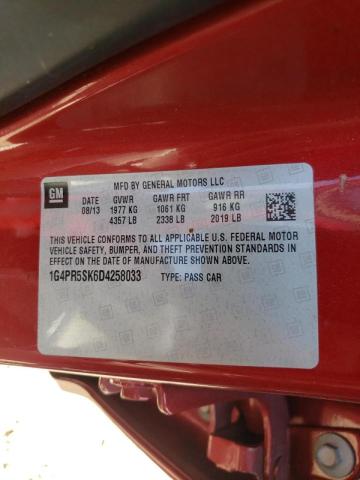 GM
MFD BY GENERAL MOTORS LLC
DATE GVWR GAWR FRT GAWR RR
08/13 1977 KG 1061 KG 916 KG
4357 LB 2338 LB 2019 LB
THIS VEHICLE CONFORMS TO ALL APPLICABLE U.S. FEDERAL MOTOR
VEHICLE SAFETY, BUMPER, AND THEFT PREVENTION STANDARDS IN
EFFECT ON THE DATE OF MANUFACTURE SHOWN ABOVE.
1G4PR5SK6D4258033 TYPE: PASS CAR